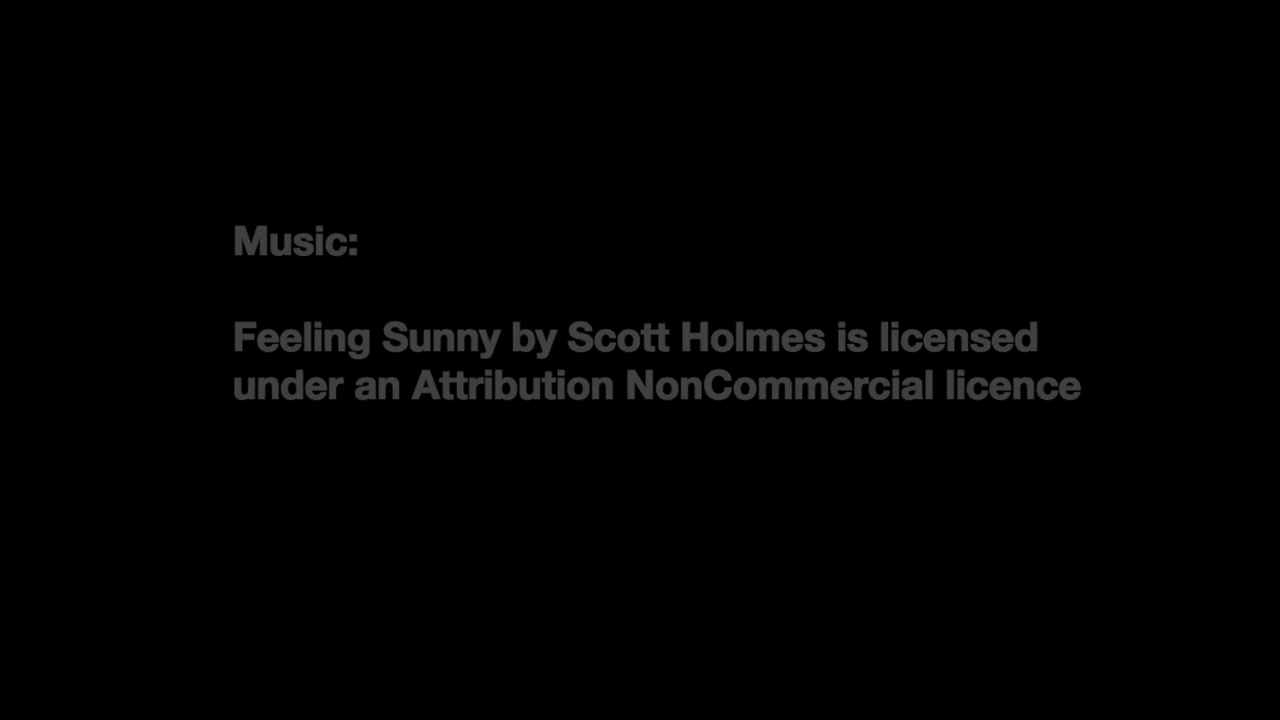 Music:
Feeling Sunny by Scott Holmes is licensed
under an Attribution NonCommercial licence